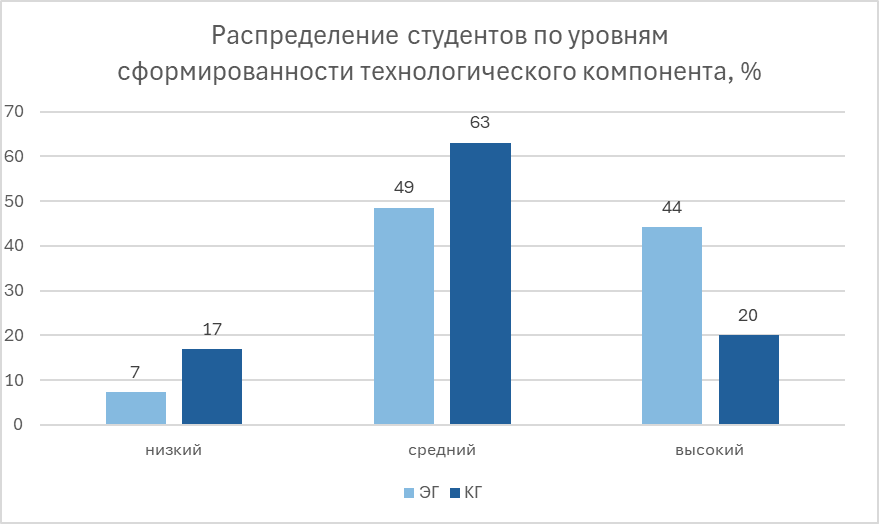 Распределение студентов по уровням
сформированности технологического компонента, %
70
60
50
40
30
20
10
0
7
17
49
63
44
20
низкий
средний
высокий
ЭГ
КГ